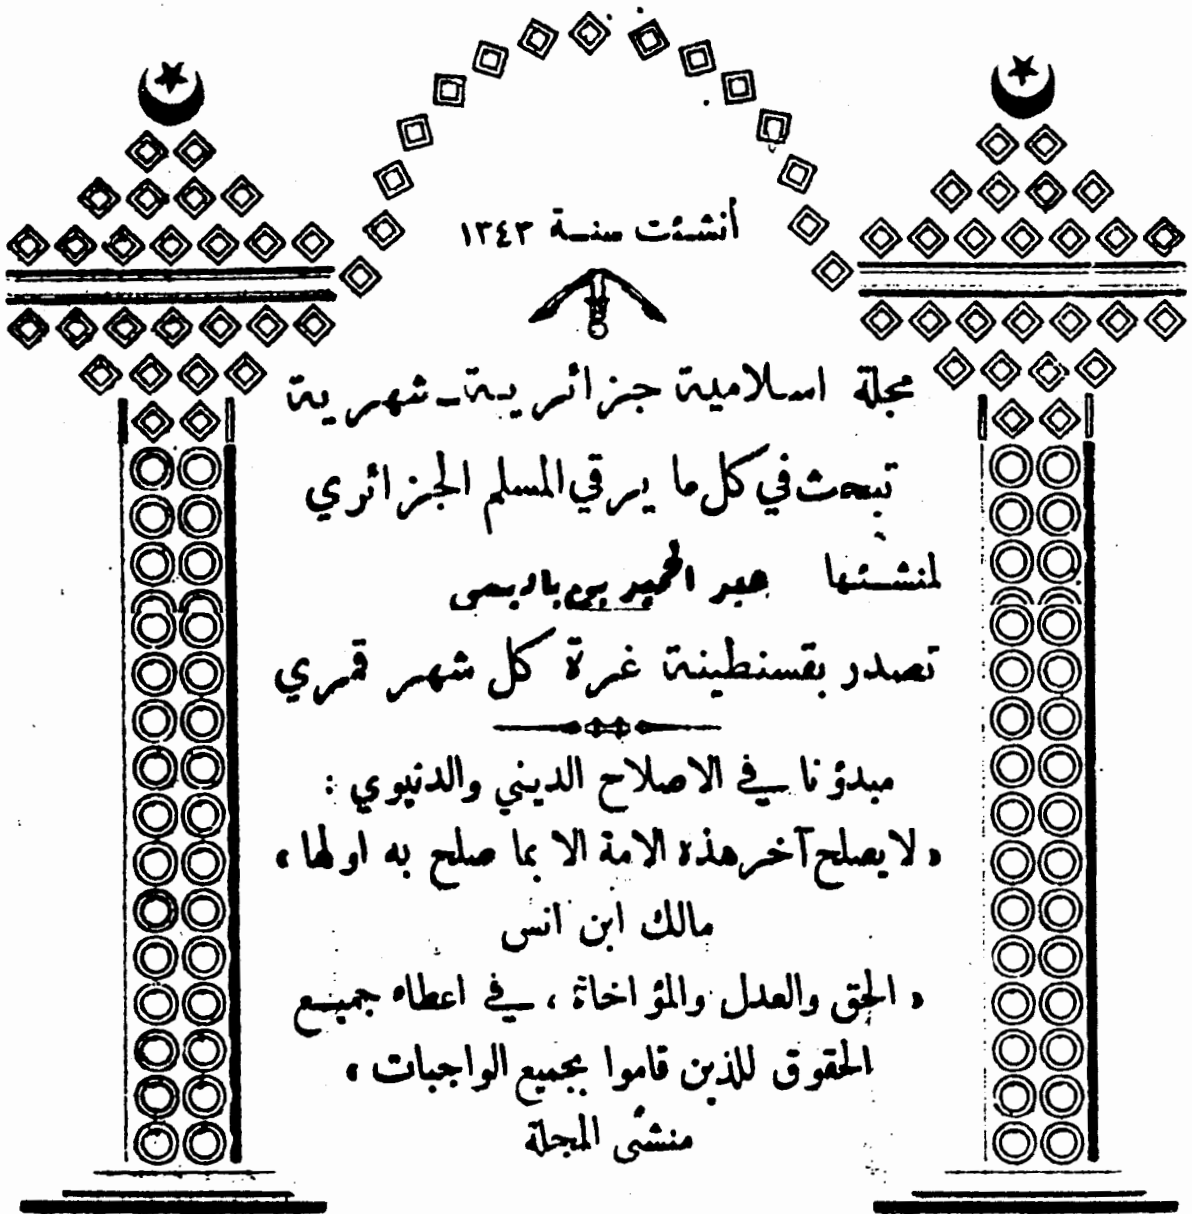 أنشئت سنة ١٣٤٣
مجلة اسلامية جزائرية ـ شهرية
تبحث في كل ما يرقي المسلم الجزائري
لمنشئها عبد الحميد بن باديس
تصدر بقسنطينة غرة كل شهر قمري
مبدؤنا في الاصلاح الديني والدنيوي :
« لا يصلح آخر هذه الامة الا بما صلح به اولها »
مالك ابن انس
« الحق والعدل والمؤاخاة ، في اعطاء جميع
الحقوق للذين قاموا بجميع الواجبات »
منشئ المجلة